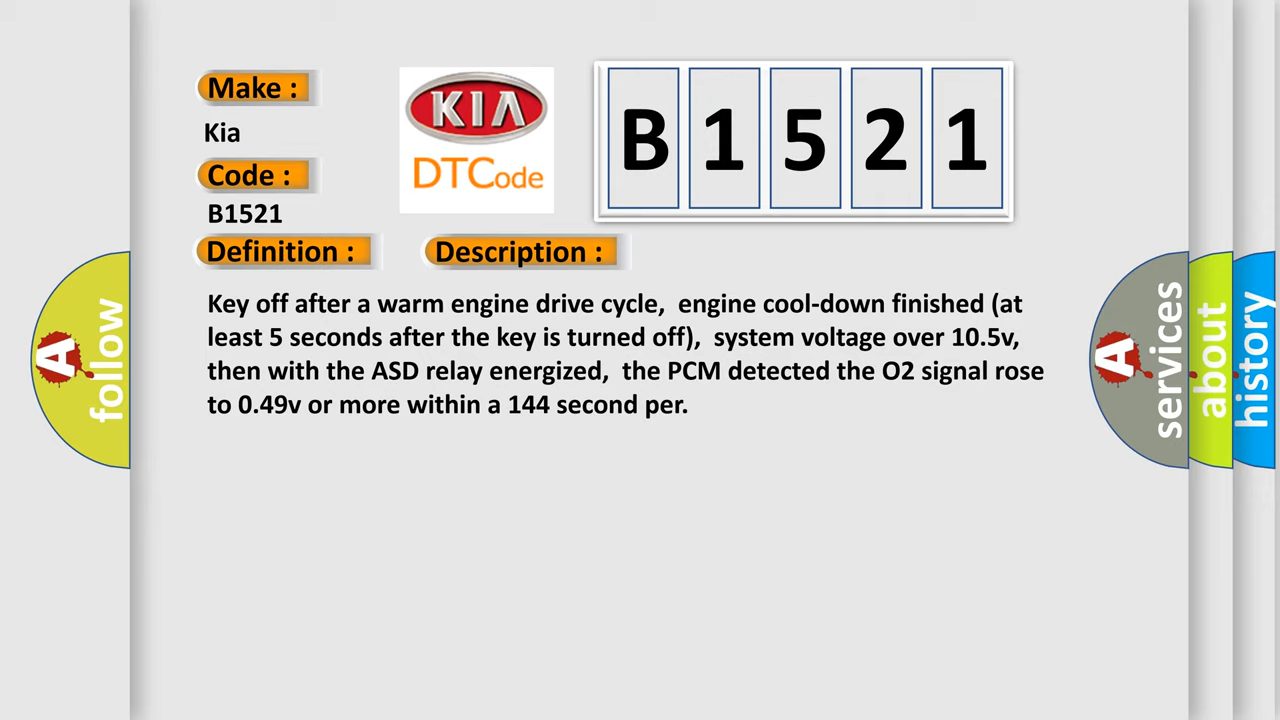 Make :
Kia
Code :
B1521
KIA
DTCode
B 1 5 2 1
Definition :
Description :
Key off after a warm engine drive cycle, engine cool-down finished (at
least 5 seconds after the key is turned off), system voltage over 10.5v,
then with the ASD relay energized, the PCM detected the O2 signal rose
to 0.49v or more within a 144 second per.
A
follow
A
services
about
history